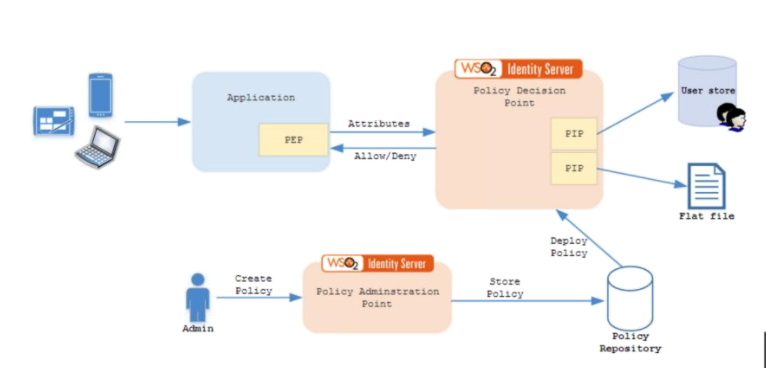 WSO2 Identity Server
Policy Decision
Point
User store
Application
Attributes
PEP
PIP
Allow/Deny
PIP
Flat file
Deploy
Policy
WSO2 Identity Server
Create
Policy
Policy Adminstration
Point
Store
Policy
Admin
Policy
Repository